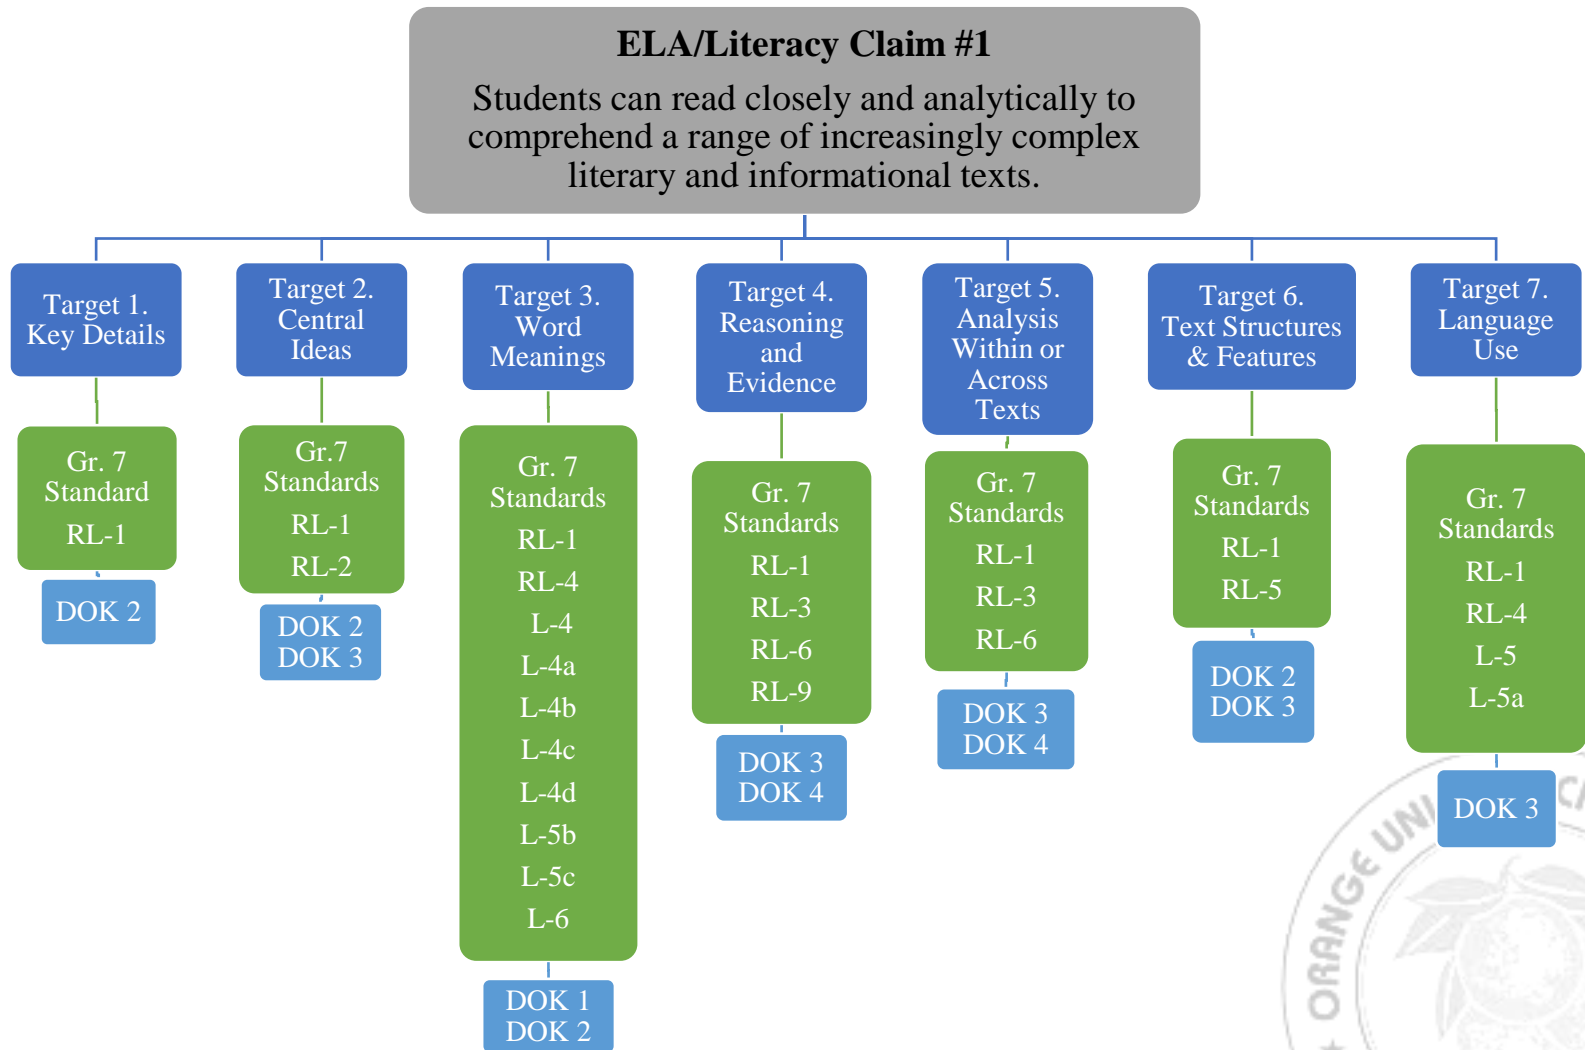 ELA/Literacy Claim #1
Students can read closely and analytically to
comprehend a range of increasingly complex
literary and informational texts.
Target 1.
Key Details
Gr. 7
Standard
RL-1
DOK 2
Target 2.
Central
Ideas
Gr.7
Standards
RL-1
RL-2
DOK 2
DOK 3
Target 3.
Word
Meanings
Gr. 7
Standards
RL-1
RL-4
L-4
L-4a
L-4b
L-4c
L-4d
L-5b
L-5c
L-6
DOK 1
DOK 2
Target 4.
Reasoning
and
Evidence
Gr. 7
Standards
RL-1
RL-3
RL-6
RL-9
DOK 3
DOK 4
Target 5.
Analysis
Within or
Across
Texts
Gr. 7
Standards
RL-1
RL-3
RL-6
DOK 3
DOK 4
Target 6.
Text Structures
& Features
Gr. 7
Standards
RL-1
RL-5
DOK 2
DOK 3
Target 7.
Language
Use
Gr. 7
Standards
RL-1
RL-4
L-5
L-5a
DOK 3
ORANGE